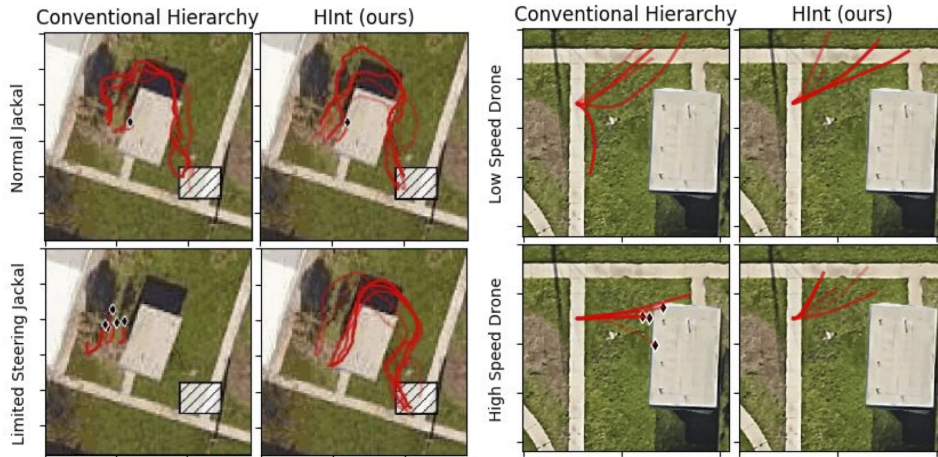 Conventional Hierarchy
HInt (ours)
Conventional Hierarchy
HInt (ours)
Normal Jackal
Low Speed Drone
Limited Steering Jackal
High Speed Drone